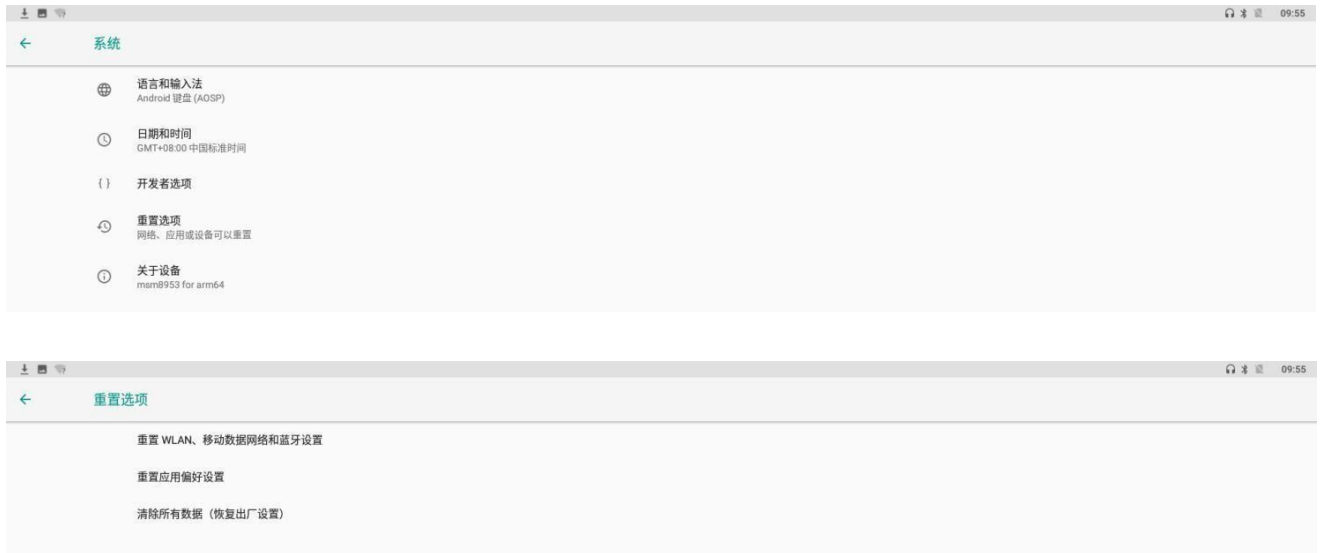 09:55
系统
语言和输入法
Android 键盘 (AOSP)
日期和时间
GMT+08:00 中国标准时间
{ } 开发者选项
重置选项
网络、应用或设备可以重置
关于设备
msm8953 for arm64
09:55
重置选项
重置 WLAN、移动数据网络和蓝牙设置
重置应用偏好设置
清除所有数据（恢复出厂设置）